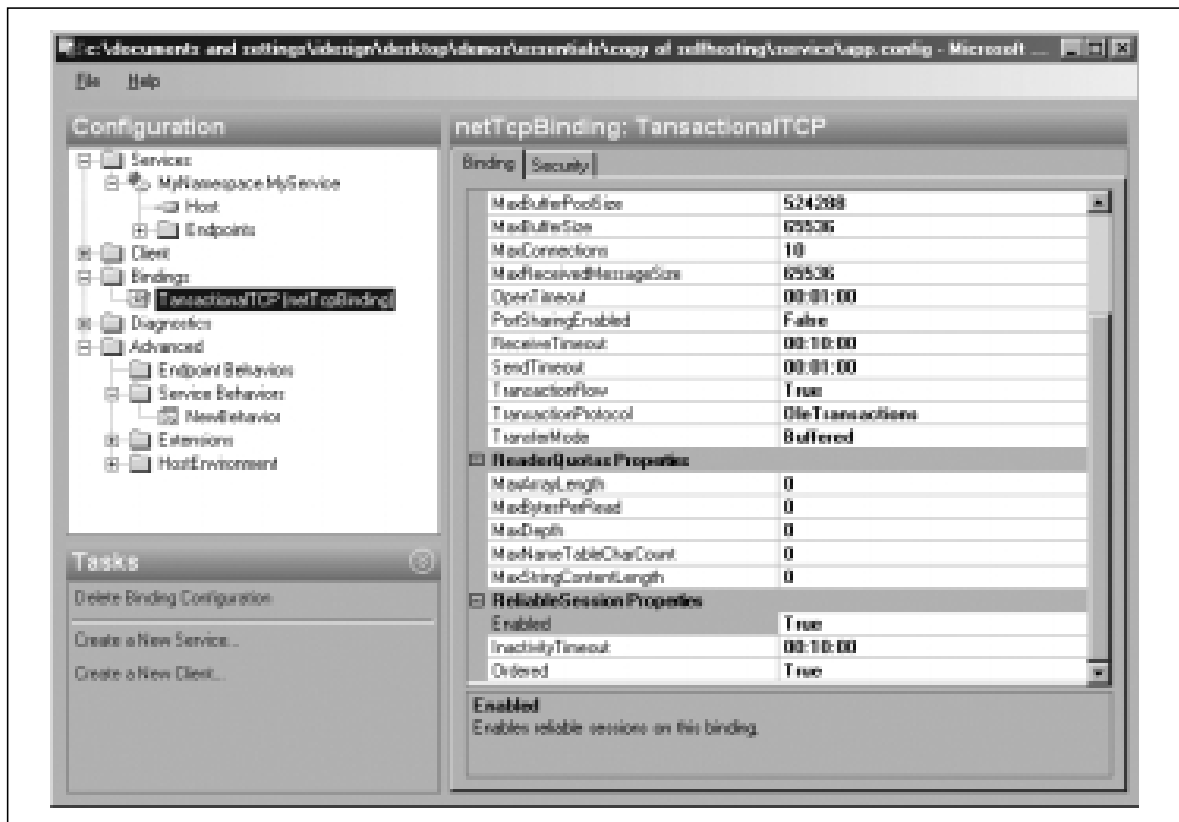 c:\documents and settings\idesign\desktop\demos\essentials\copy of selfhosting\service\app.config - Microsoft ...
File Help
Configuration
Services
MyNamespace.MyService
Host
Endpoints
Client
Bindings
TransactionalTCP (netTcpBinding)
Diagnostics
Advanced
Endpoint Behaviors
Service Behaviors
NewBehavior
Extensions
HostEnvironment
Tasks
Delete Binding Configuration
Create a New Service...
Create a New Client...
netTcpBinding: TansactionalTCP
Binding Security
MaxBufferPoolSize 524288
MaxBufferSize 65536
MaxConnections 10
MaxReceivedMessageSize 65536
OpenTimeout 00:01:00
PortSharingEnabled False
ReceiveTimeout 00:10:00
SendTimeout 00:01:00
TransactionFlow True
TransactionProtocol OleTransactions
TransferMode Buffered
ReaderQuotas Properties
MaxArrayLength 0
MaxBytesPerRead 0
MaxDepth 0
MaxNameTableCharCount 0
MaxStringContentLength 0
ReliableSession Properties
Enabled True
InactivityTimeout 00:10:00
Ordered True
Enabled
Enables reliable sessions on this binding.